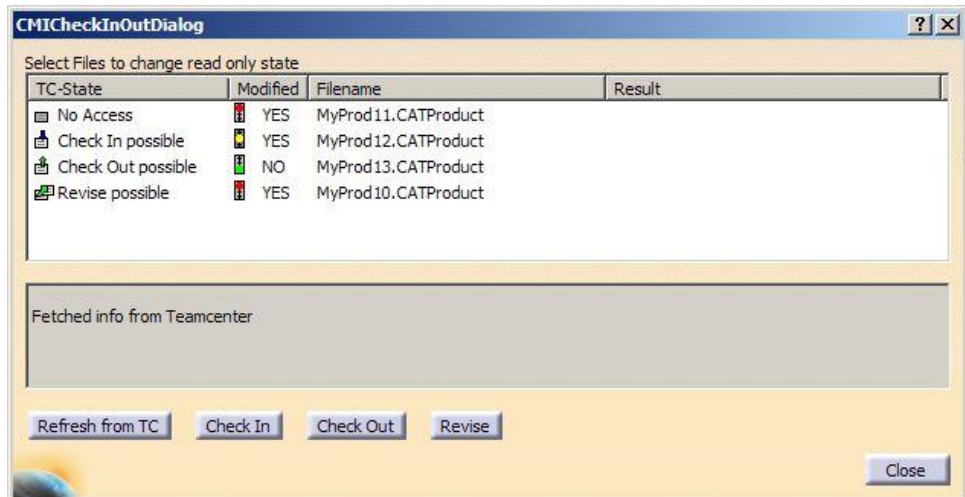 CMICheckInOutDialog
? X
Select Files to change read only state
TC-State Modified Filename Result
No Access YES MyProd11.CATProduct
Check In possible YES MyProd12.CATProduct
Check Out possible NO MyProd13.CATProduct
Revise possible YES MyProd10.CATProduct
Fetched info from Teamcenter
Refresh from TC Check In Check Out Revise
Close